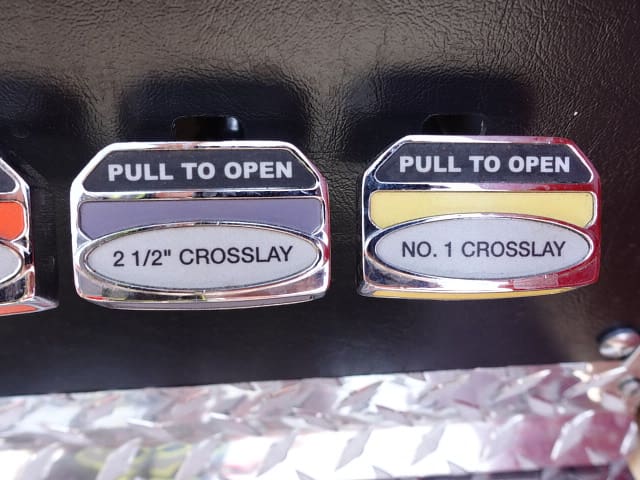 PULL TO OPEN
2 1/2" CROSSLAY
PULL TO OPEN
NO. 1 CROSSLAY